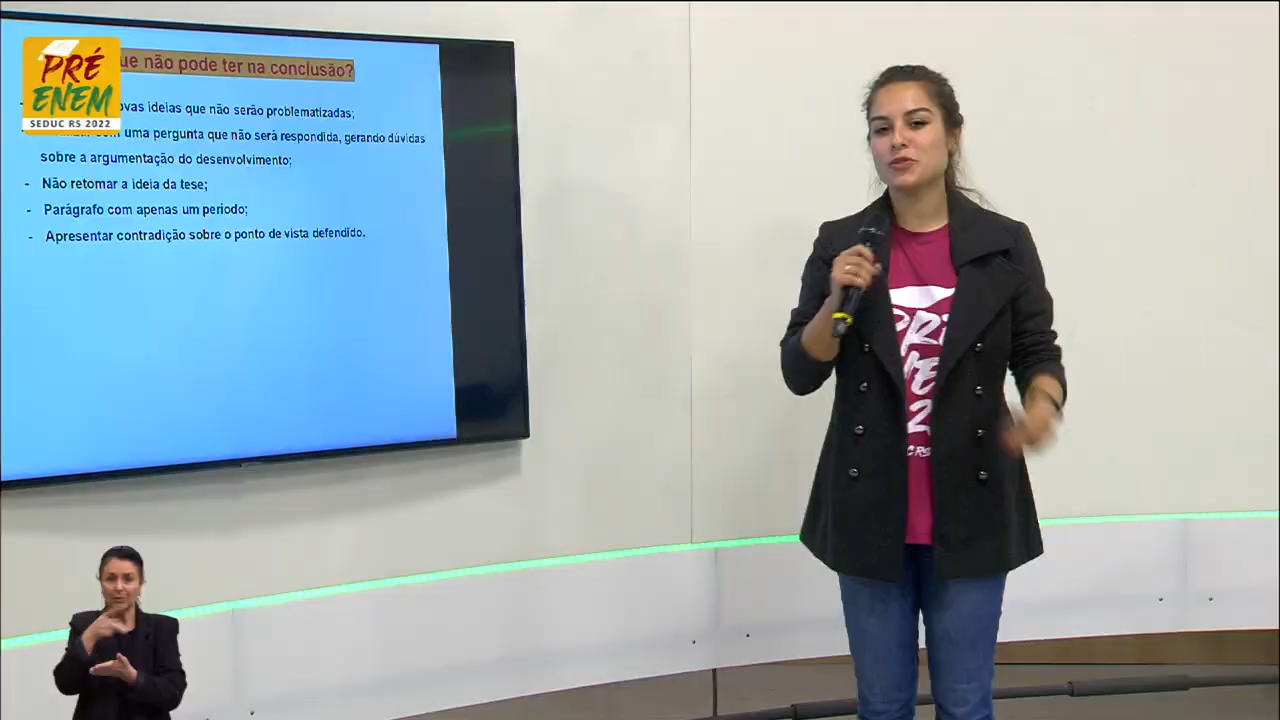 PRÉ
ENEM
SEDUC RS 2022
ue não pode ter na conclusão?
ovas ideias que não serão problematizadas;
uma pergunta que não será respondida, gerando dúvidas
sobre a argumentação do desenvolvimento;
- Não retomar a ideia da tese;
- Parágrafo com apenas um período;
- Apresentar contradição sobre o ponto de vista defendido.